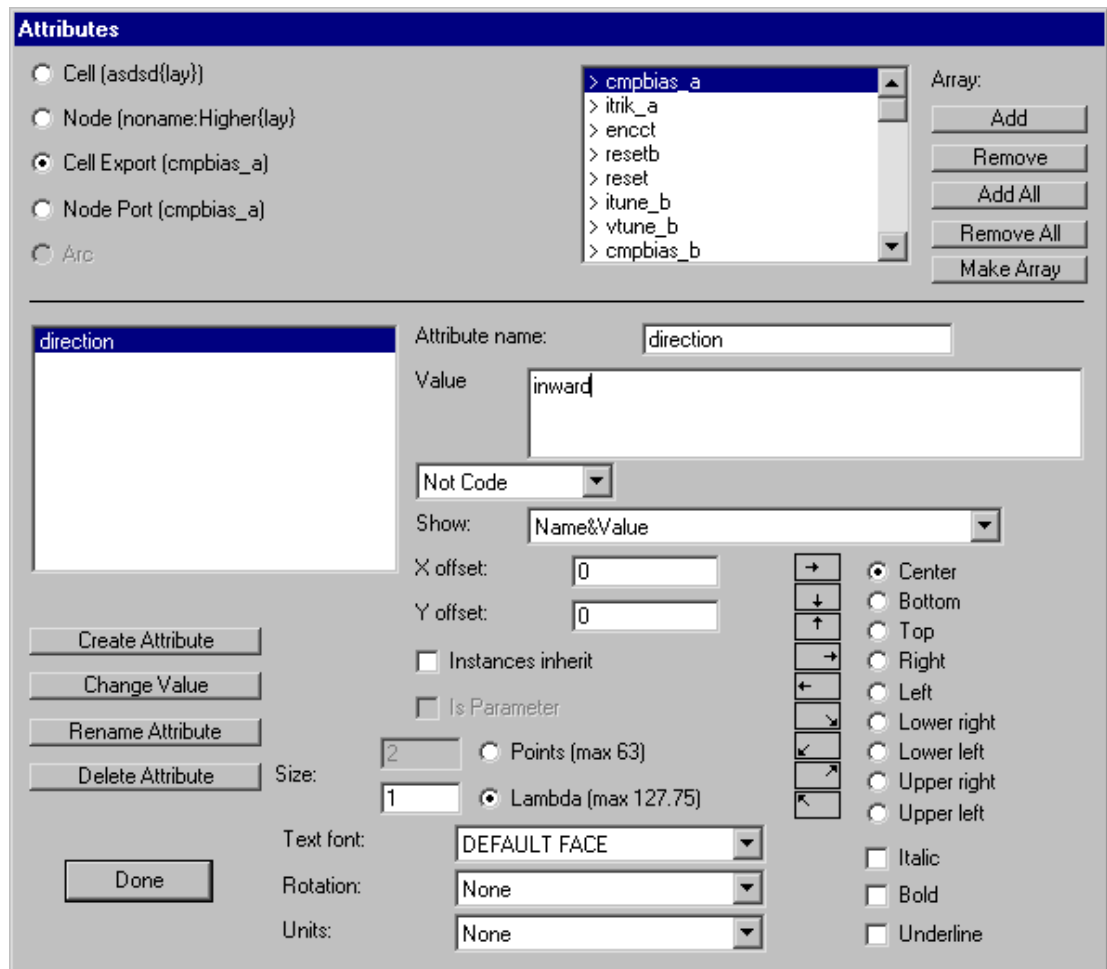 Attributes
Cell (asdsd{lay})
Node (noname:Higher{lay}
Cell Export (cmpbias_a)
Node Port (cmpbias_a)
Arc
> cmpbias_a
> itrik_a
> encct
> resetb
> reset
> itune_b
> vtune_b
> cmpbias_b
Array:
Add
Remove
Add All
Remove All
Make Array
direction
Attribute name:
direction
Value
inward
Not Code
Show:
Name&Value
X offset:
0
Y offset:
0
Instances inherit
Is Parameter
Create Attribute
Change Value
Rename Attribute
Delete Attribute
Size:
2
Points (max 63)
1
Lambda (max 127.75)
Center
Bottom
Top
Right
Left
Lower right
Lower left
Upper right
Upper left
Text font:
DEFAULT FACE
Rotation:
None
Units:
None
Italic
Bold
Underline
Done